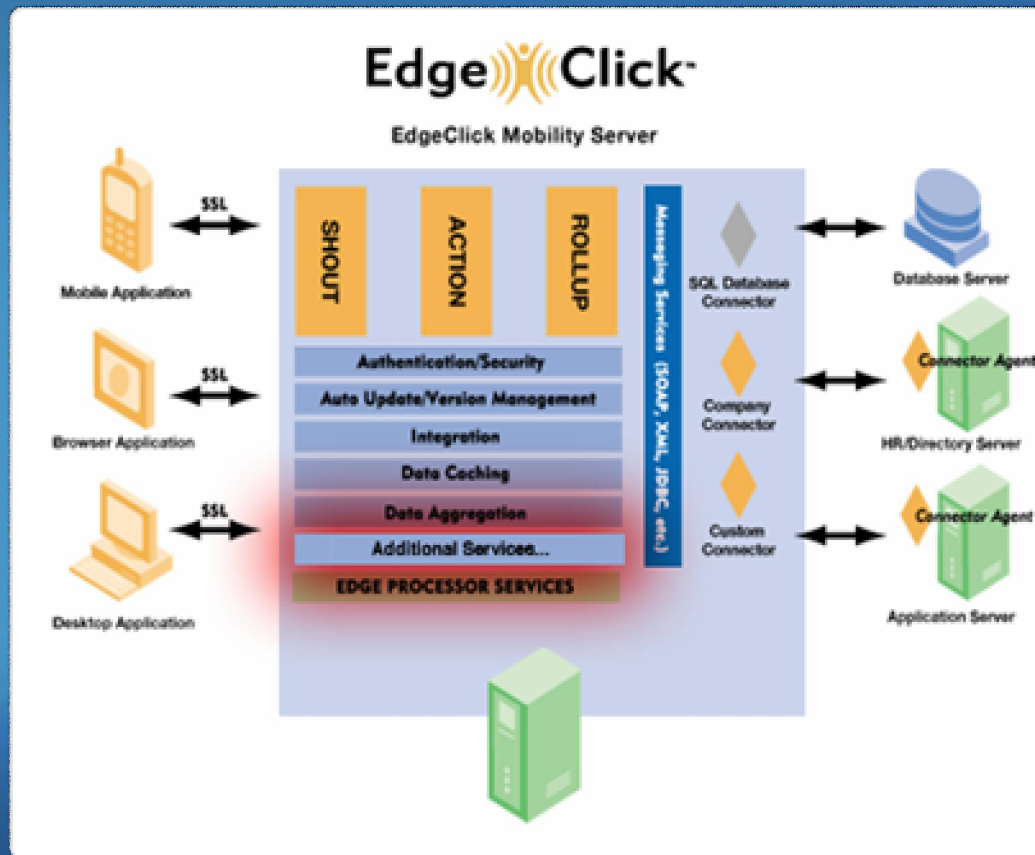 Edge Click™
EdgeClick Mobility Server
SSL
Mobile Application
SSL
Browser Application
SSL
Desktop Application
SHOUT
ACTION
ROLLUP
Authentication/Security
Auto Update/Version Management
Integration
Data Caching
Data Aggregation
Additional Services...
EDGE PROCESSOR SERVICES
Messaging Services (SOAP, XML, JDBC, etc.)
SQL Database
Connector
Company
Connector
Custom
Connector
Database Server
Connector Agent
HR/Directory Server
Connector Agent
Application Server